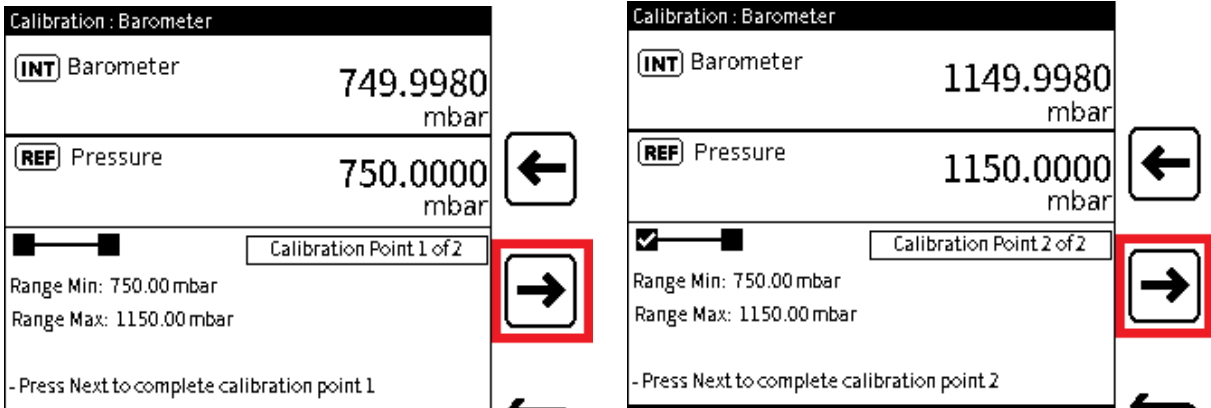 Calibration : Barometer
INT Barometer
749.9980
mbar
REF Pressure
750.0000
mbar
Calibration Point 1 of 2
Range Min: 750.00 mbar
Range Max: 1150.00 mbar
- Press Next to complete calibration point 1
Calibration : Barometer
INT Barometer
1149.9980
mbar
REF Pressure
1150.0000
mbar
Calibration Point 2 of 2
Range Min: 750.00 mbar
Range Max: 1150.00 mbar
- Press Next to complete calibration point 2